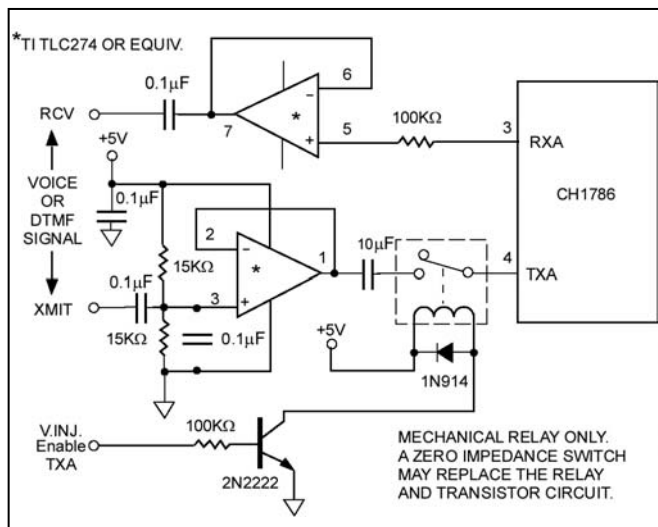 *TI TLC274 OR EQUIV.
0.1µF
6
RCV
7
*
−
+
5
100KΩ
3
RXA
+5V
VOICE
OR
DTMF
SIGNAL
0.1µF
CH1786
2
−
1
10µF
4
TXA
15KΩ
*
0.1µF
3
+
XMIT
15KΩ
0.1µF
+5V
1N914
V.INJ.
Enable
TXA
100KΩ
2N2222
MECHANICAL RELAY ONLY.
A ZERO IMPEDANCE SWITCH
MAY REPLACE THE RELAY
AND TRANSISTOR CIRCUIT.